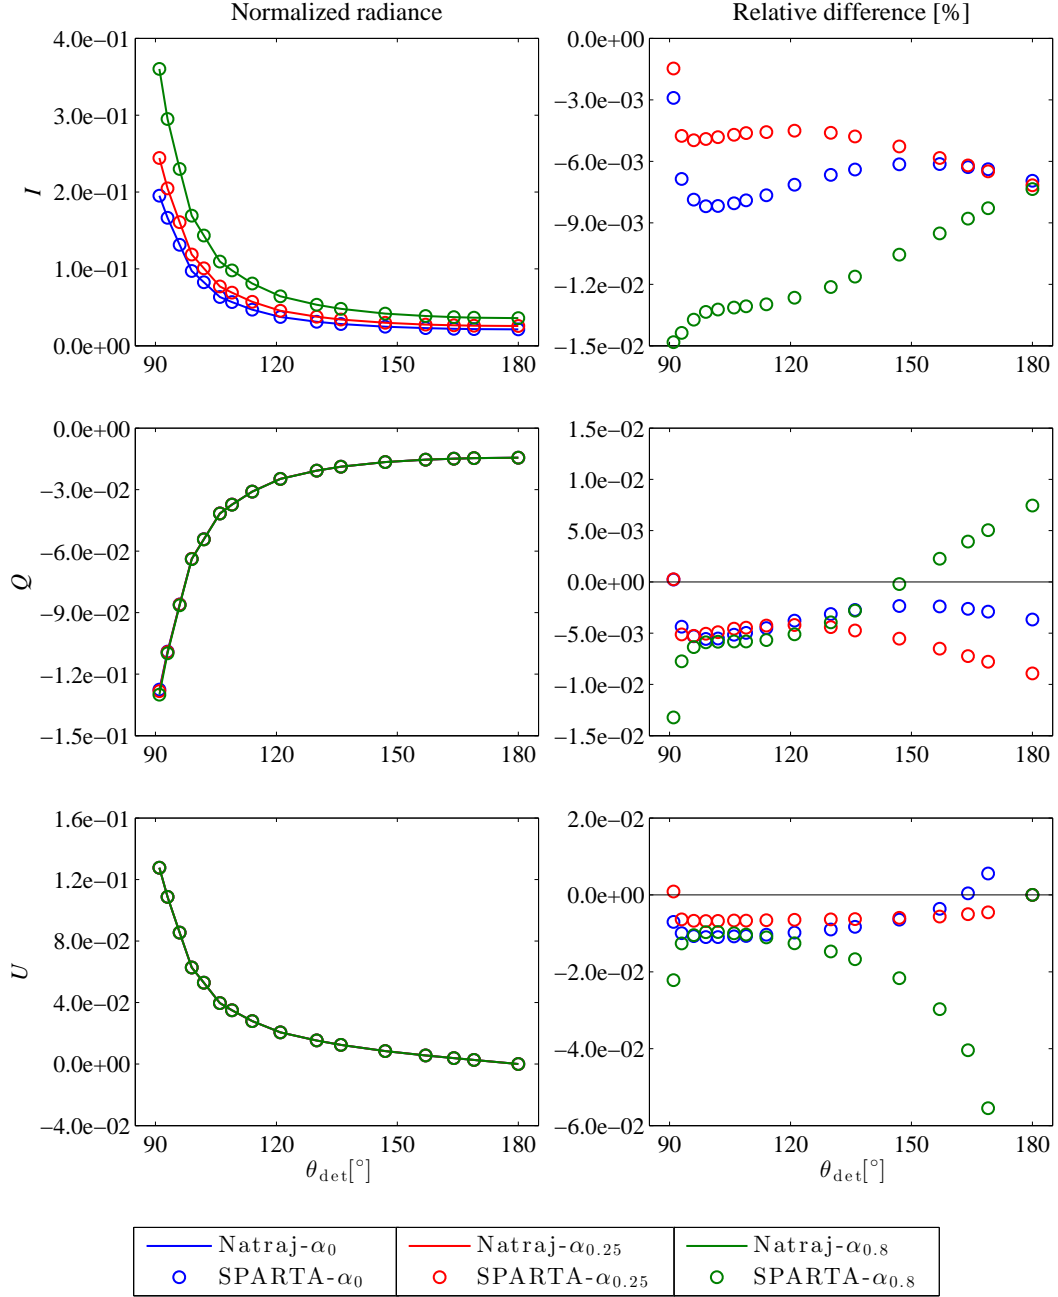 Normalized radiance
Relative difference [%]
4.0e−01
3.0e−01
2.0e−01
1.0e−01
0.0e+00
I
90 120 150 180
0.0e+00
−3.0e−03
−6.0e−03
−9.0e−03
−1.2e−02
−1.5e−02
90 120 150 180
0.0e+00
−3.0e−02
−6.0e−02
−9.0e−02
−1.2e−01
−1.5e−01
Q
90 120 150 180
1.5e−02
1.0e−02
5.0e−03
0.0e+00
−5.0e−03
−1.0e−02
−1.5e−02
90 120 150 180
1.6e−01
1.2e−01
8.0e−02
4.0e−02
0.0e+00
−4.0e−02
U
90 120 150 180
θdet[°]
2.0e−02
0.0e+00
−2.0e−02
−4.0e−02
−6.0e−02
90 120 150 180
θdet[°]
Natraj-α0
SPARTA-α0
Natraj-α0.25
SPARTA-α0.25
Natraj-α0.8
SPARTA-α0.8